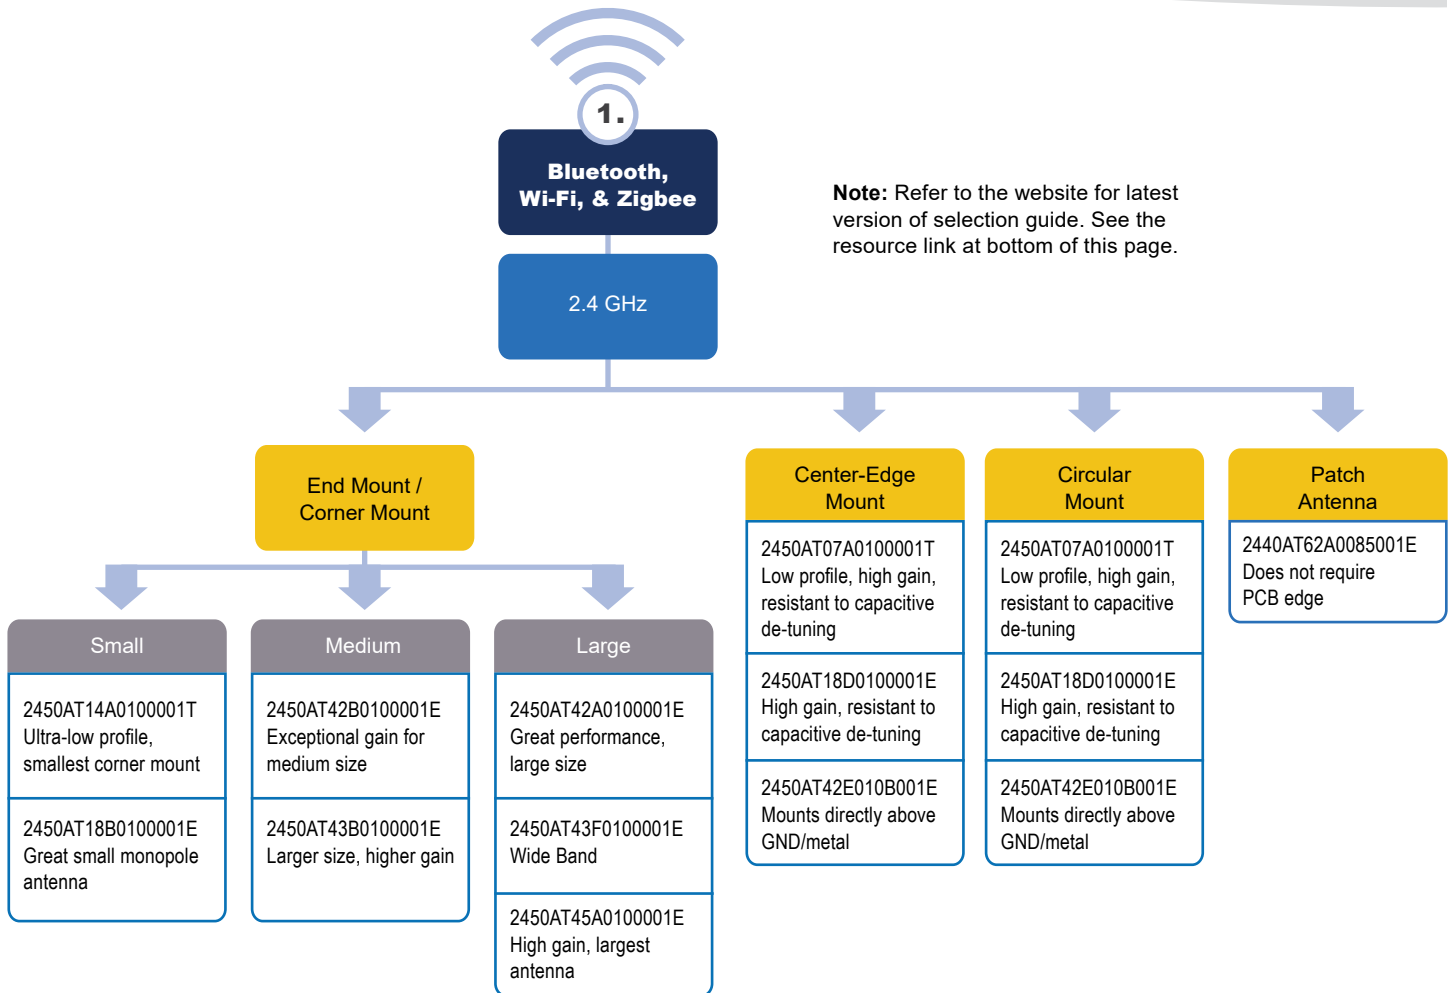 1.
Bluetooth,
Wi-Fi, & Zigbee
Note: Refer to the website for latest
version of selection guide. See the
resource link at bottom of this page.
2.4 GHz
End Mount /
Corner Mount
Small
2450AT14A0100001T
Ultra-low profile,
smallest corner mount
2450AT18B0100001E
Great small monopole
antenna
Medium
2450AT42B0100001E
Exceptional gain for
medium size
2450AT43B0100001E
Larger size, higher gain
Large
2450AT42A0100001E
Great performance,
large size
2450AT43F0100001E
Wide Band
2450AT45A0100001E
High gain, largest
antenna
Center-Edge
Mount
2450AT07A0100001T
Low profile, high gain,
resistant to capacitive
de-tuning
2450AT18D0100001E
High gain, resistant to
capacitive de-tuning
2450AT42E010B001E
Mounts directly above
GND/metal
Circular
Mount
2450AT07A0100001T
Low profile, high gain,
resistant to capacitive
de-tuning
2450AT18D0100001E
High gain, resistant to
capacitive de-tuning
2450AT42E010B001E
Mounts directly above
GND/metal
Patch
Antenna
2440AT62A0085001E
Does not require
PCB edge